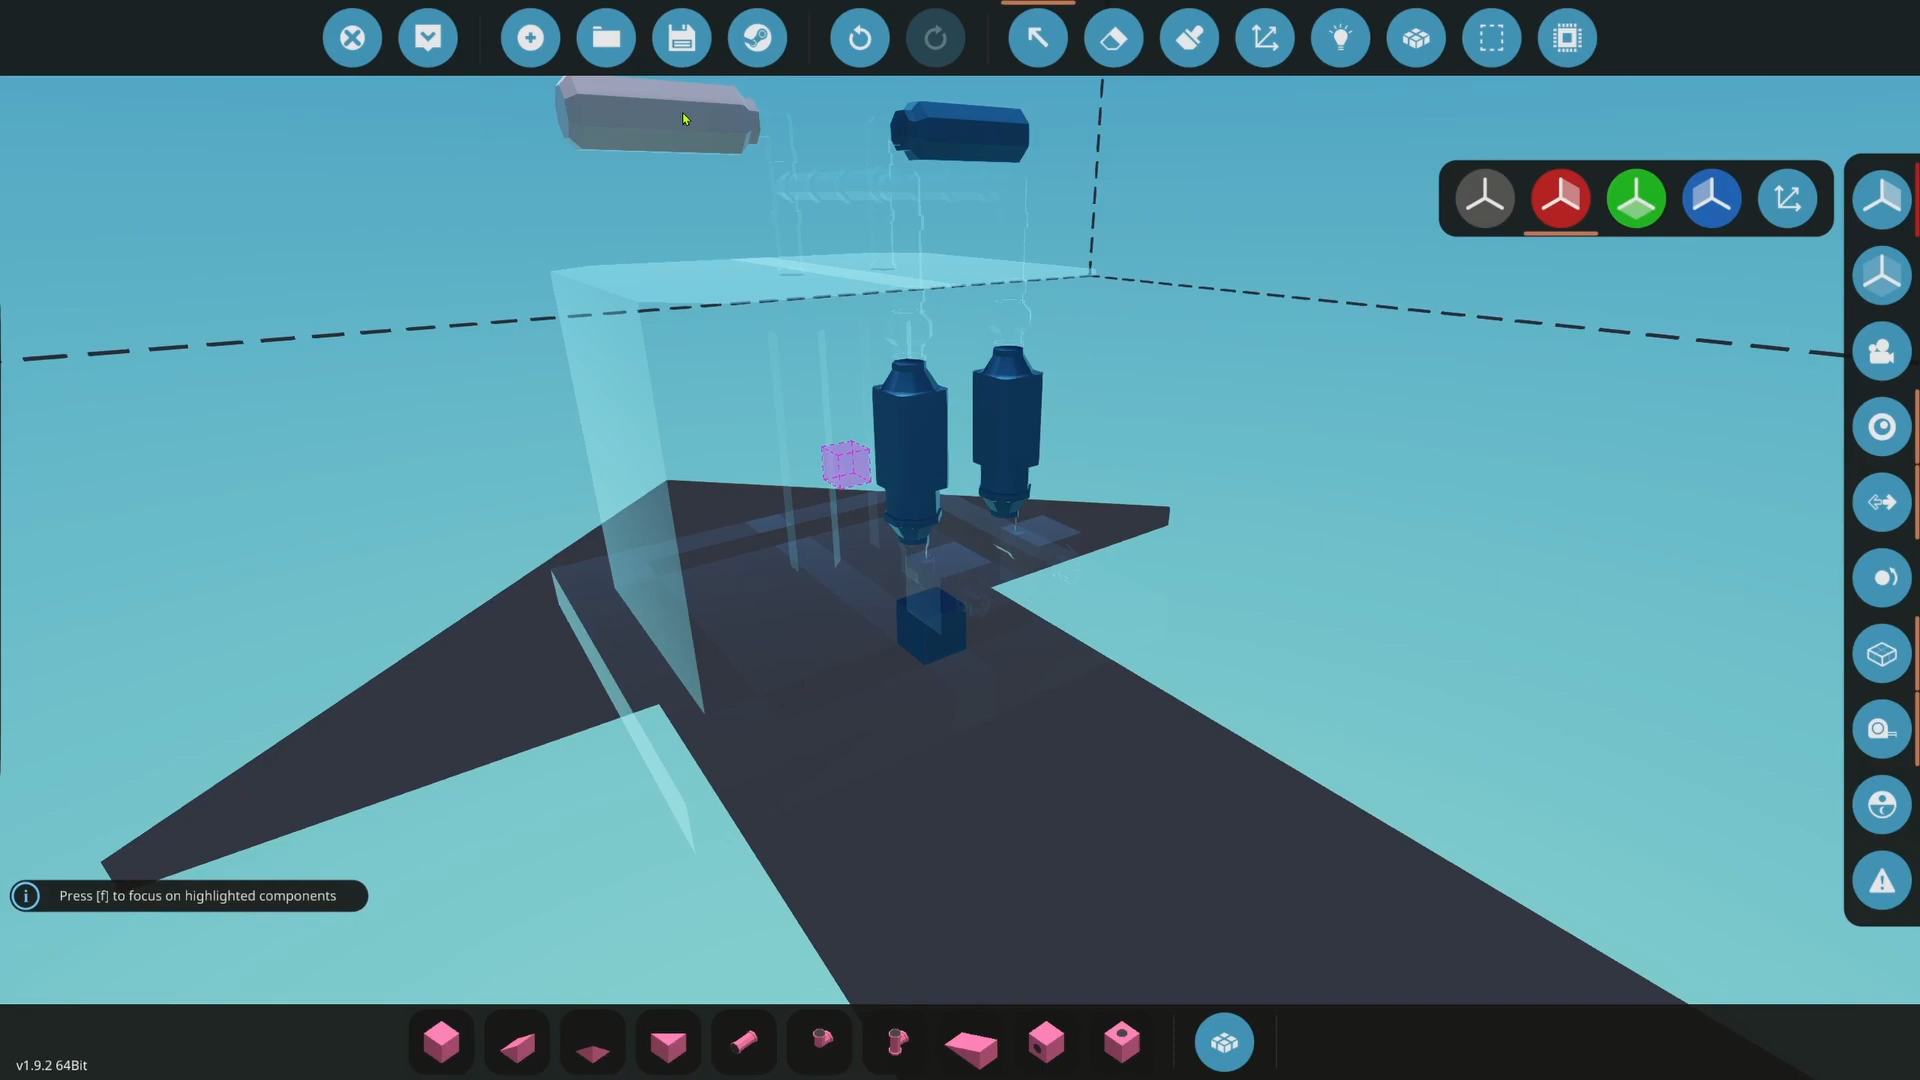 Press [f] to focus on highlighted components
v1.9.2 64Bit